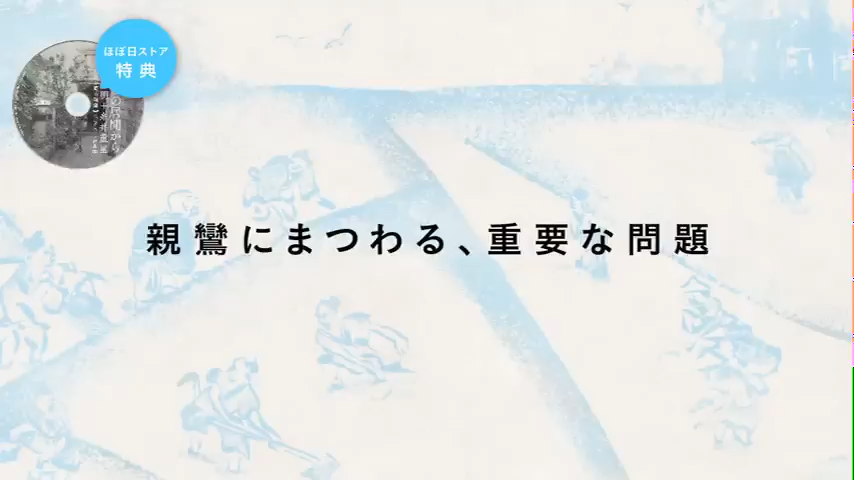 ほぼ日ストア
特典
親鸞にまつわる、重要な問題